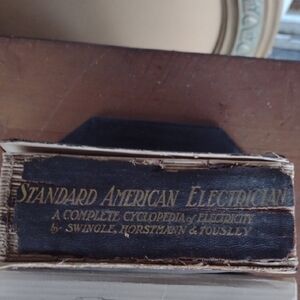 STANDARD AMERICAN ELECTRICIAN
A COMPLETE CYCLOPEDIA of ELECTRICITY
by SWINGLE, HORSTMANN & TOUSLEY